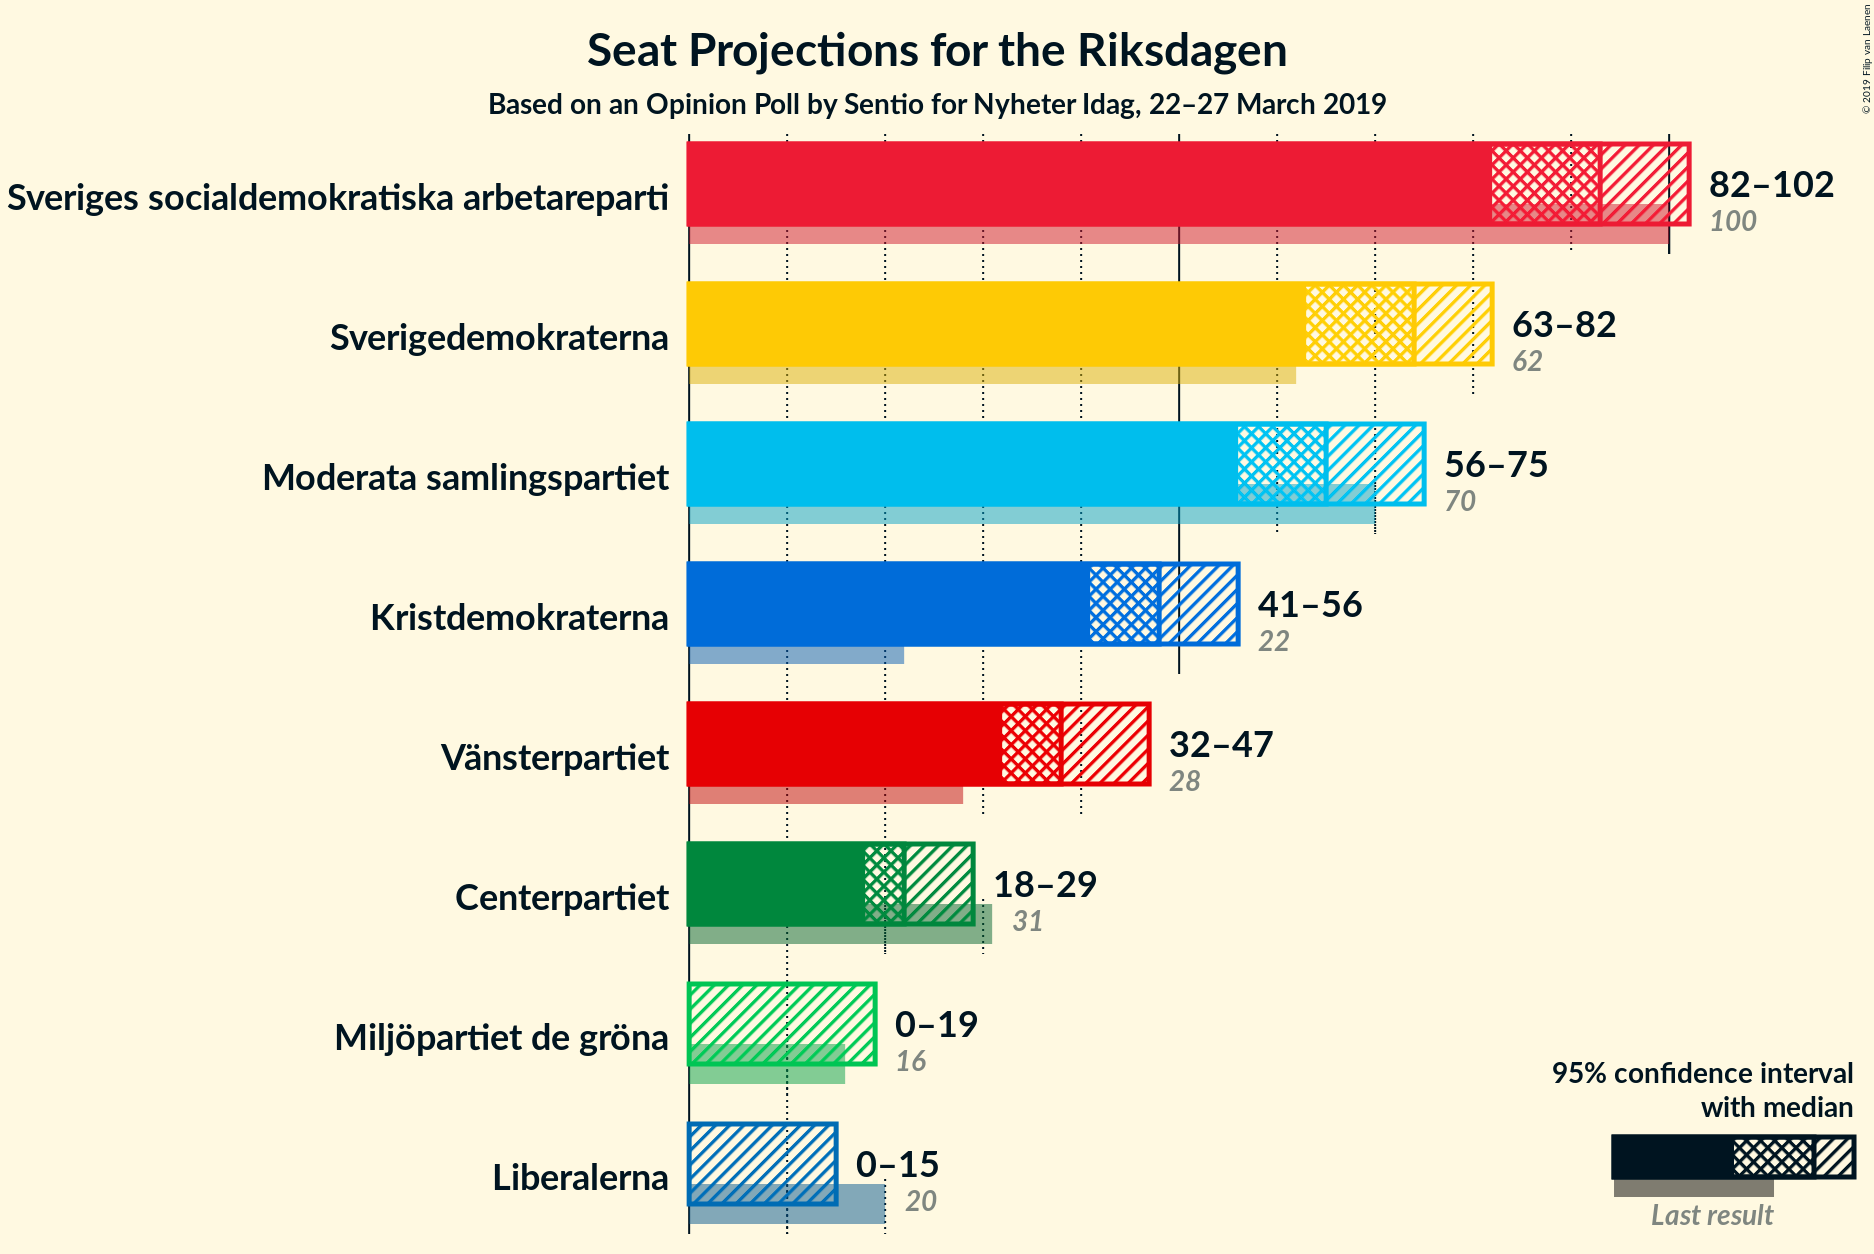 Seat Projections for the Riksdagen
Based on an Opinion Poll by Sentio for Nyheter Idag, 22–27 March 2019
© 2019 Filip van Laenen
Sveriges socialdemokratiska arbetareparti
82–102
100
Sverigedemokraterna
63–82
62
Moderata samlingspartiet
56–75
70
Kristdemokraterna
41–56
22
Vänsterpartiet
32–47
28
Centerpartiet
18–29
31
Miljöpartiet de gröna
0–19
16
Liberalerna
0–15
20
95% confidence interval
with median
Last result